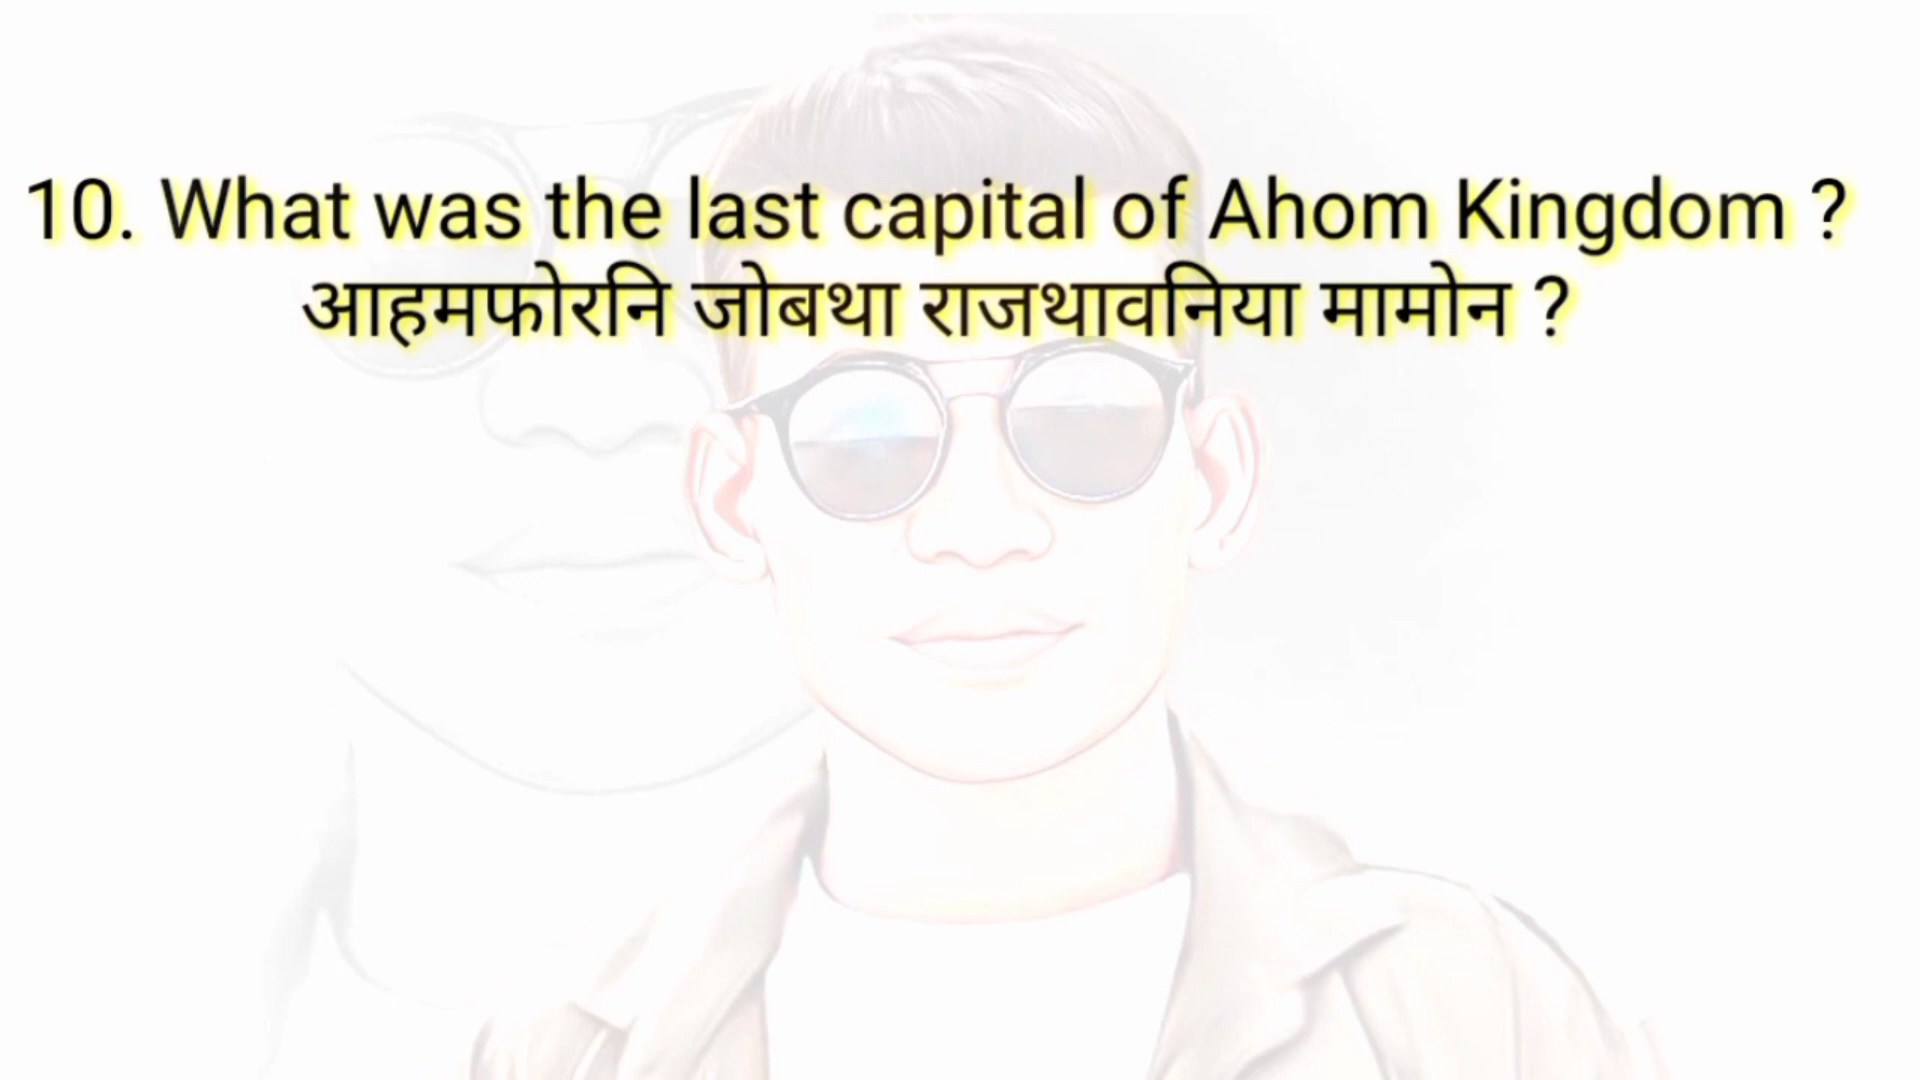 10. What was the last capital of Ahom Kingdom ?
आहमफोरनि जोबथा राजथावनिया मामोन ?